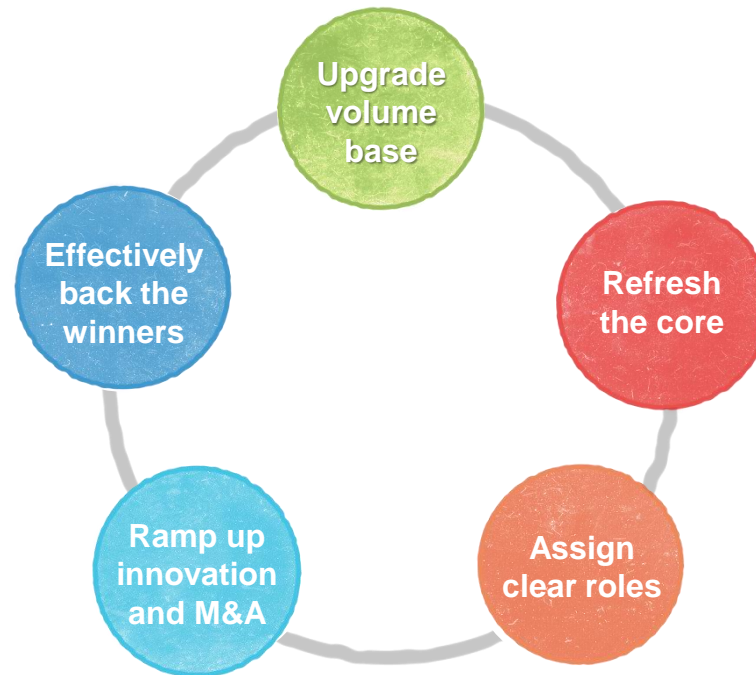 Upgrade
volume
base
Refresh
the core
Assign
clear roles
Ramp up
innovation
and M&A
Effectively
back the
winners